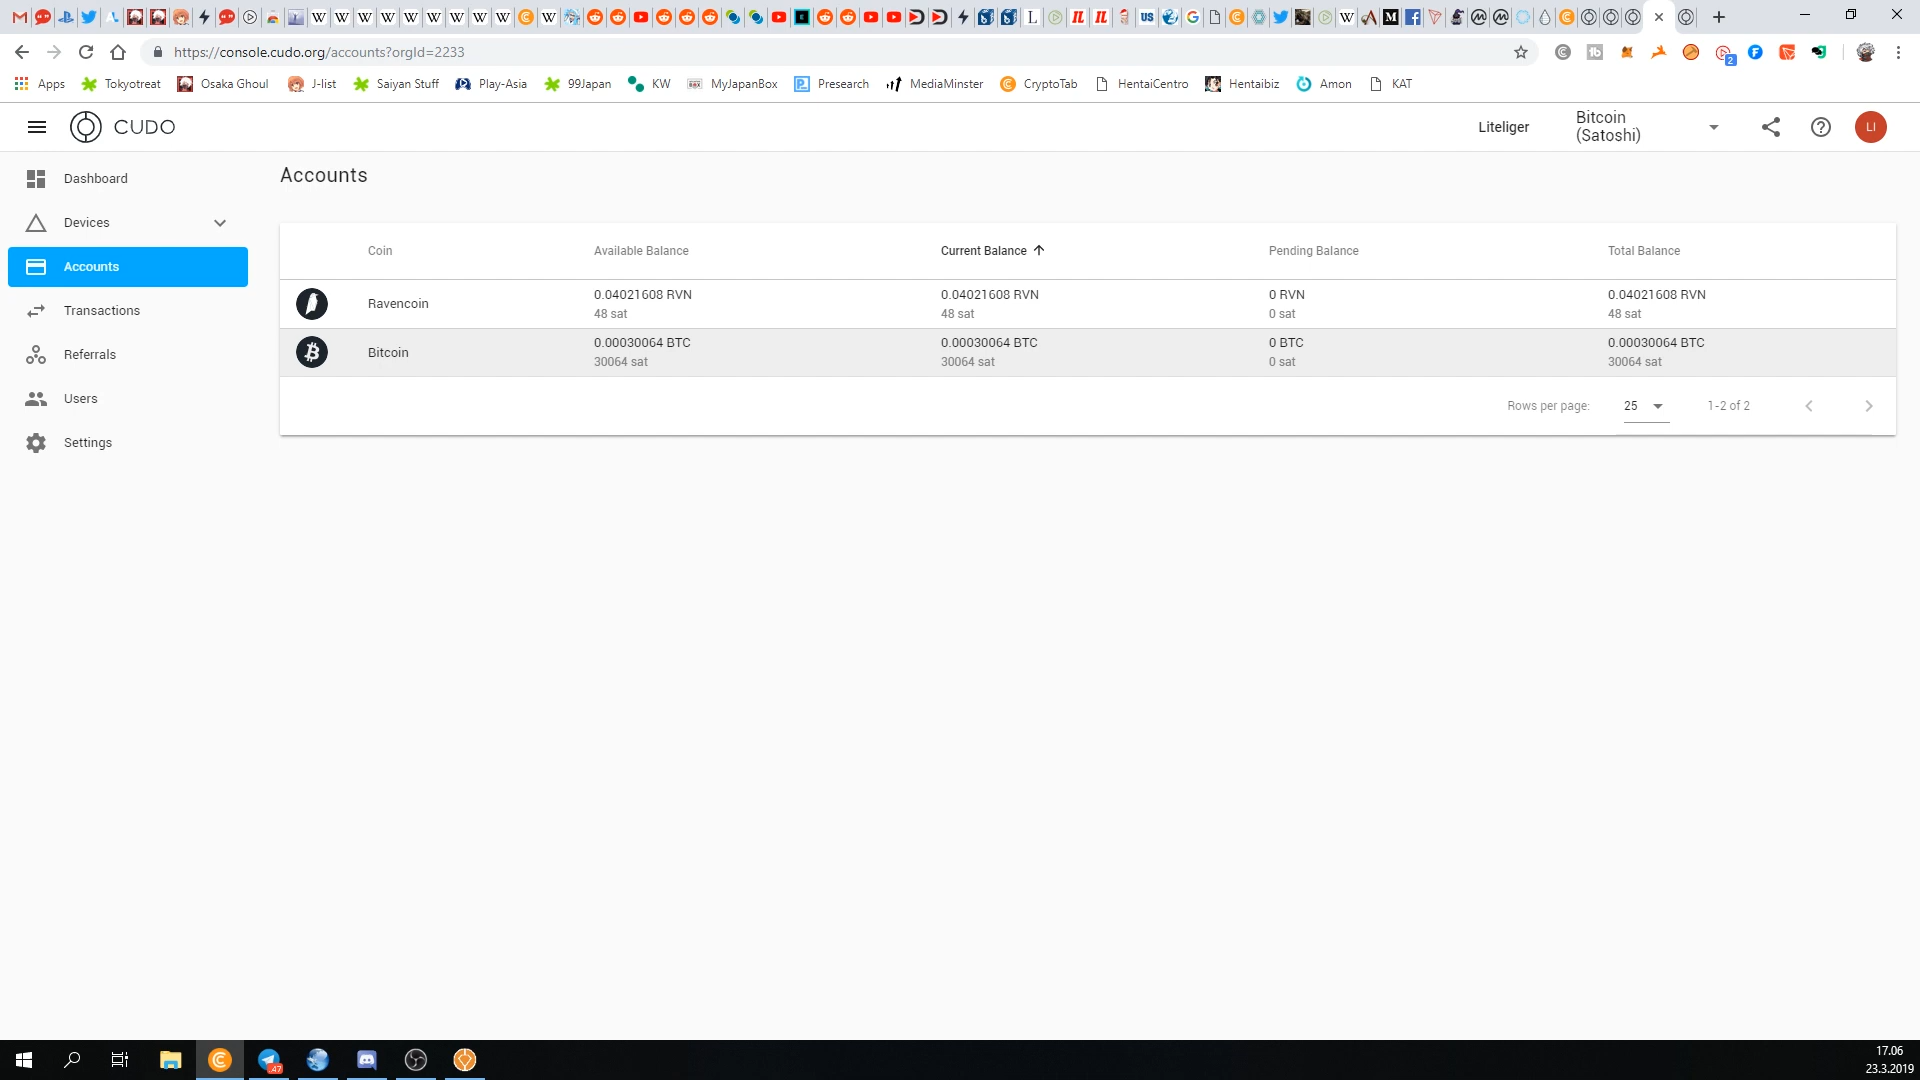 https://console.cudo.org/accounts?orgId=2233
2
Apps
Tokyotreat
Osaka Ghoul
J-list
Saiyan Stuff
Play-Asia
99Japan
KW
MyJapanBox
Presearch
MediaMinster
CryptoTab
HentaiCentro
Hentaibiz
Amon
KAT
CUDO
Liteliger
Bitcoin
(Satoshi)
LI
Dashboard
Devices
Accounts
Transactions
Referrals
Users
Settings
Accounts
Coin
Available Balance
Current Balance
Pending Balance
Total Balance
Ravencoin
0.04021608 RVN
48 sat
0.04021608 RVN
48 sat
0 RVN
0 sat
0.04021608 RVN
48 sat
Bitcoin
0.00030064 BTC
30064 sat
0.00030064 BTC
30064 sat
0 BTC
0 sat
0.00030064 BTC
30064 sat
Rows per page:
25
1-2 of 2
17.06
23.3.2019